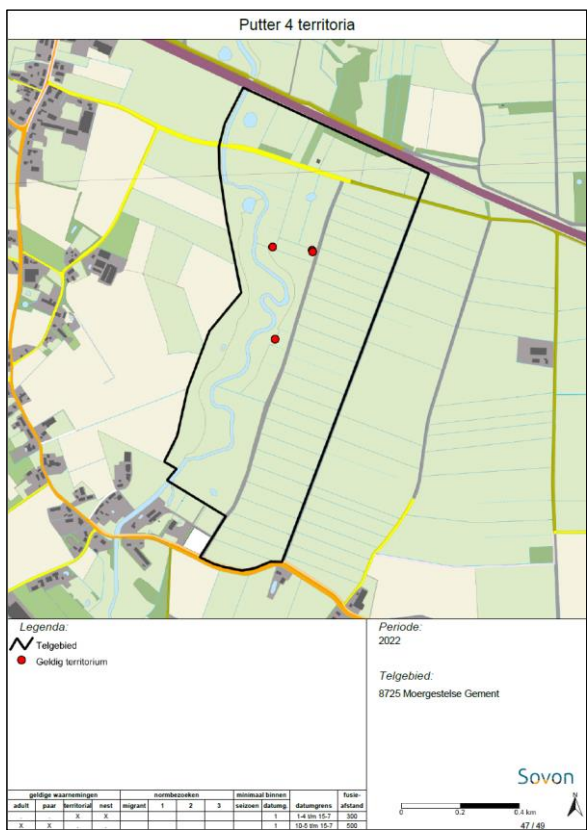 Putter 4 territoria
Legenda:
Telgebied
Geldig territorium
Periode:
2022
Telgebied:
8725 Moergestelse Gement
Sovon
0 0.2 0.4 km
N
47 / 49
geldige waarnemingen normbezoeken minimaal binnen fusie-
adult paar territoriaal nest migrant 1 2 3 seizoen datumg. datumgrens afstand
. . X X 1 1-4 t/m 15-7 300
X X . . 1 10-5 t/m 15-7 500